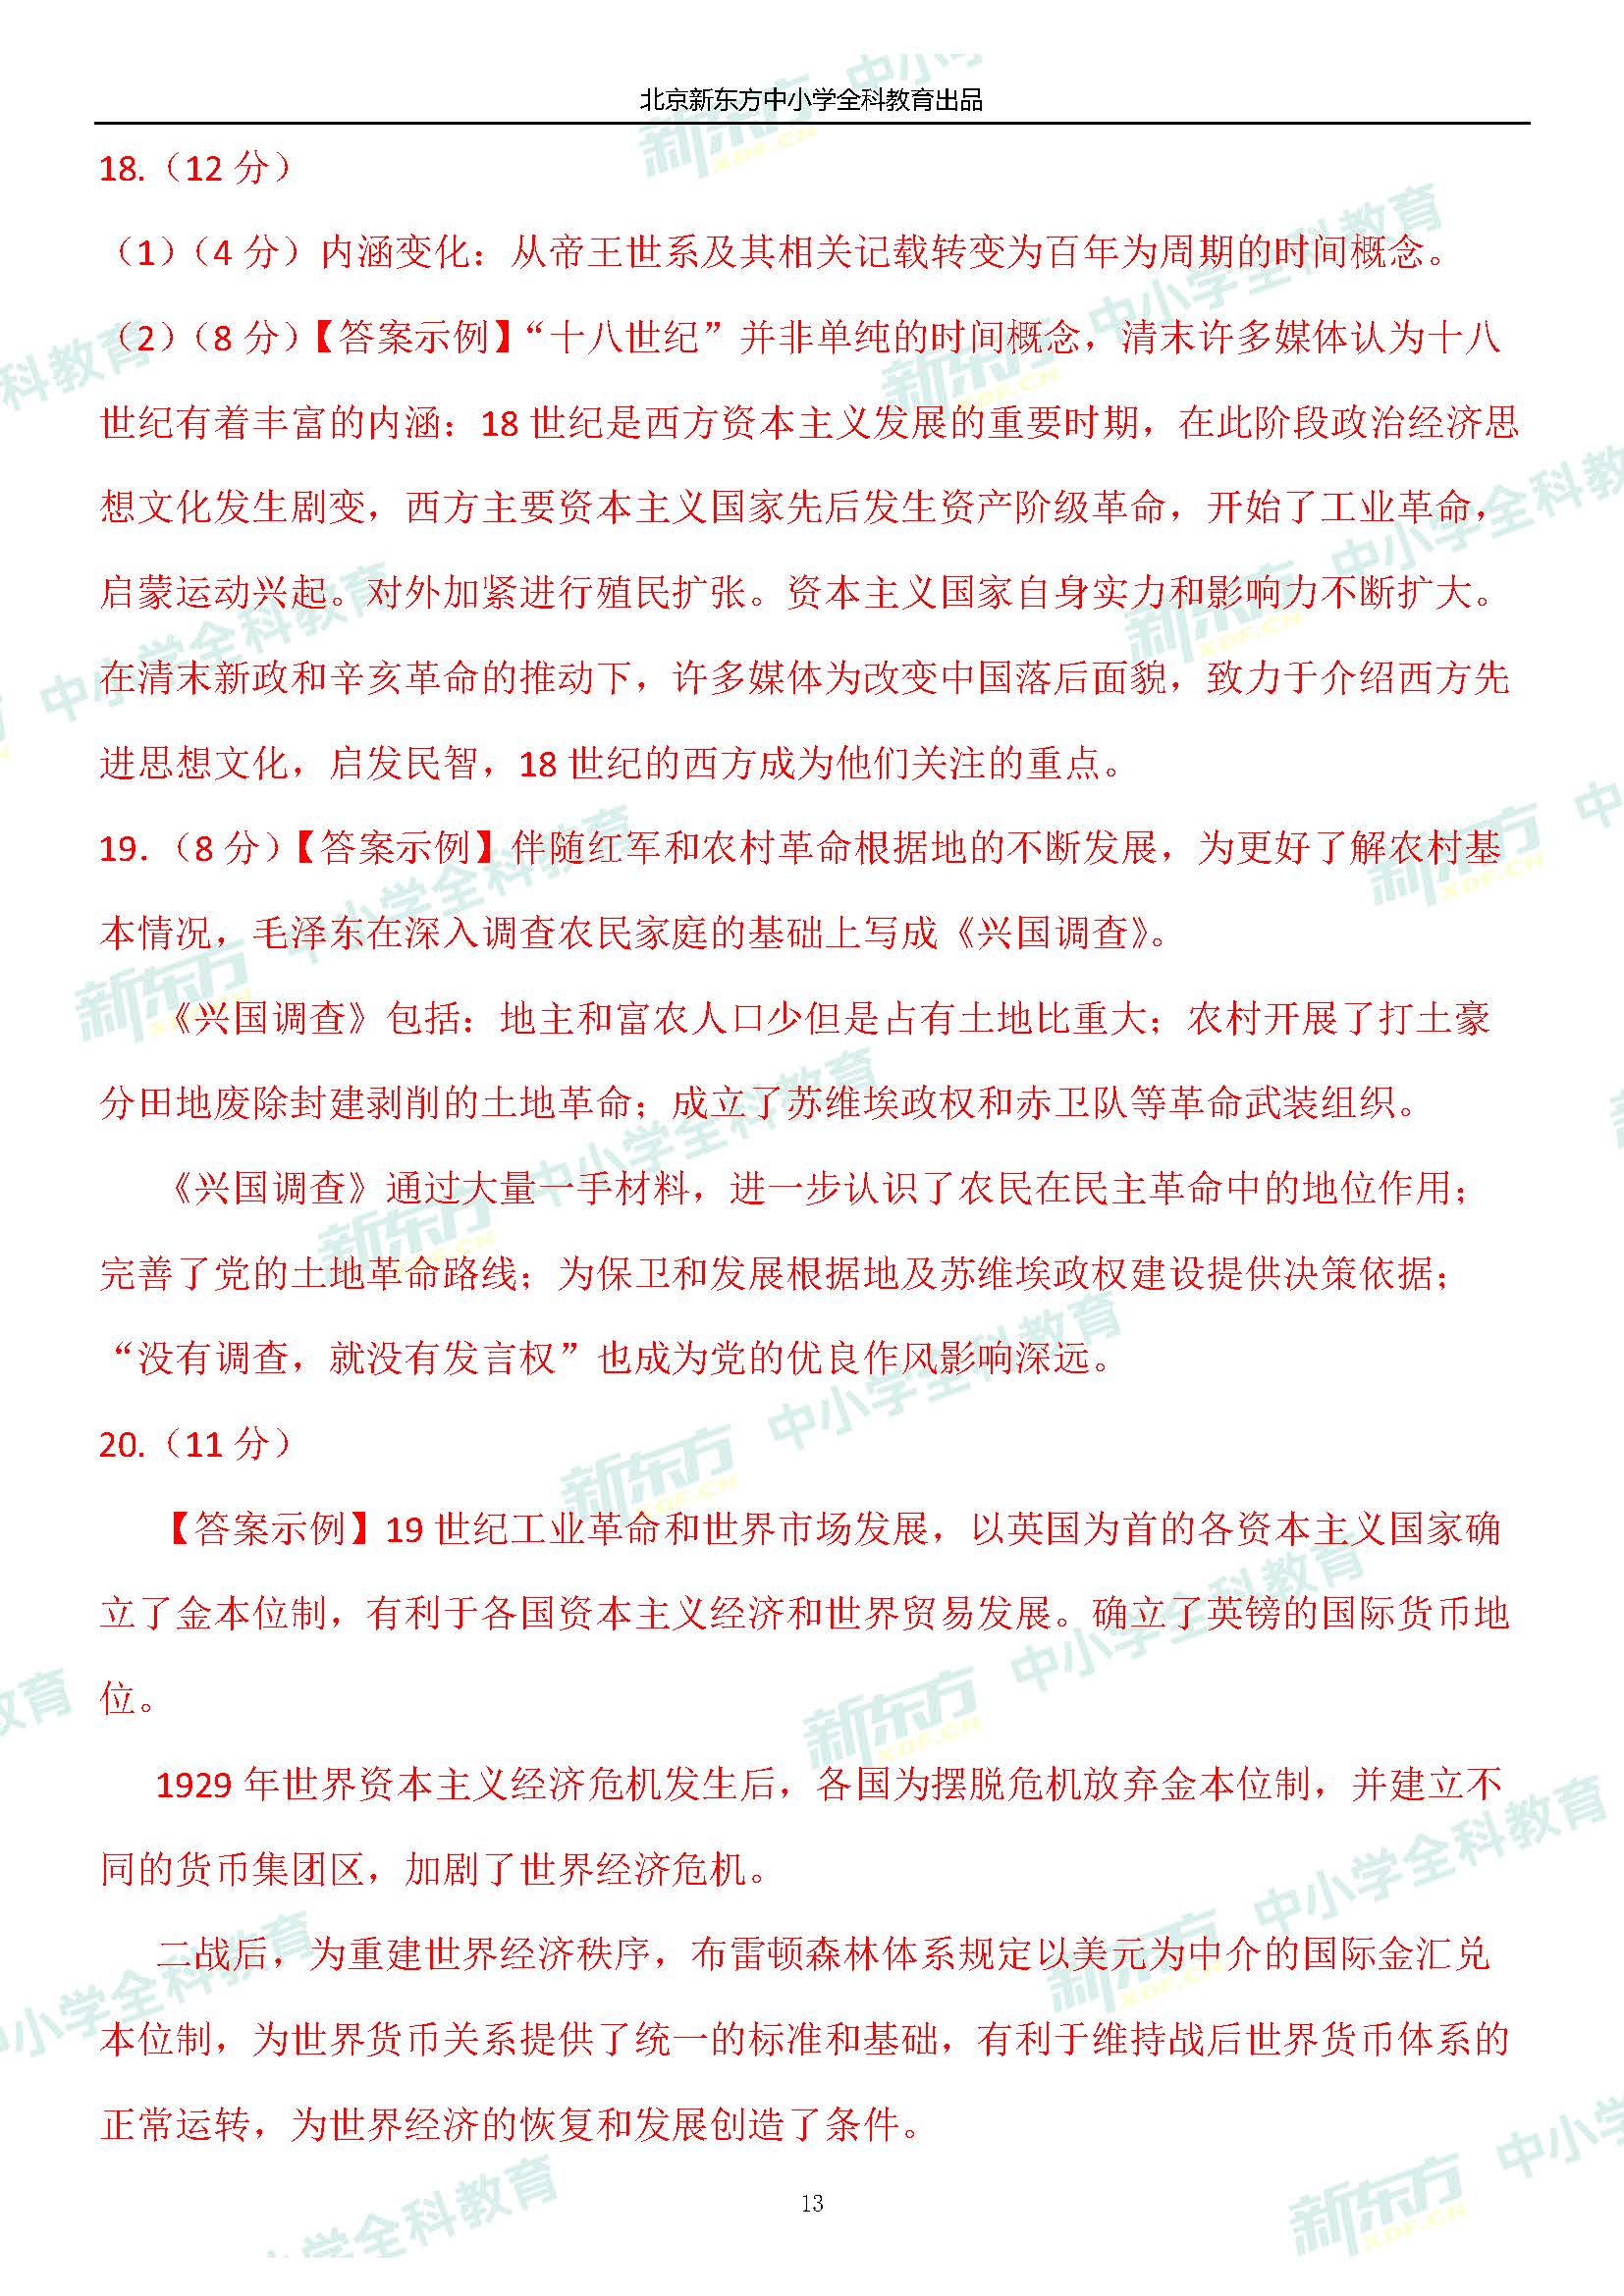 北京新东方中小学全科教育出品
18.（12 分）
（1）（4 分）内涵变化：从帝王世系及其相关记载转变为百年为周期的时间概念。
（2）（8 分）【答案示例】“十八世纪”并非单纯的时间概念，清末许多媒体认为十八
世纪有着丰富的内涵：18 世纪是西方资本主义发展的重要时期，在此阶段政治经济思
想文化发生剧变，西方主要资本主义国家先后发生资产阶级革命，开始了工业革命，
启蒙运动兴起。对外加紧进行殖民扩张。资本主义国家自身实力和影响力不断扩大。
在清末新政和辛亥革命的推动下，许多媒体为改变中国落后面貌，致力于介绍西方先
进思想文化，启发民智，18 世纪的西方成为他们关注的重点。
19.（8 分）【答案示例】伴随红军和农村革命根据地的不断发展，为更好了解农村基
本情况，毛泽东在深入调查农民家庭的基础上写成《兴国调查》。
《兴国调查》包括：地主和富农人口少但是占有土地比重大；农村开展了打土豪
分田地废除封建剥削的土地革命；成立了苏维埃政权和赤卫队等革命武装组织。
《兴国调查》通过大量一手材料，进一步认识了农民在民主革命中的地位作用；
完善了党的土地革命路线；为保卫和发展根据地及苏维埃政权建设提供决策依据；
“没有调查，就没有发言权”也成为党的优良作风影响深远。
20.（11 分）
【答案示例】19 世纪工业革命和世界市场发展，以英国为首的各资本主义国家确
立了金本位制，有利于各国资本主义经济和世界贸易发展。确立了英镑的国际货币地
位。
1929 年世界资本主义经济危机发生后，各国为摆脱危机放弃金本位制，并建立不
同的货币集团区，加剧了世界经济危机。
二战后，为重建世界经济秩序，布雷顿森林体系规定以美元为中介的国际金汇兑
本位制，为世界货币关系提供了统一的标准和基础，有利于维持战后世界货币体系的
正常运转，为世界经济的恢复和发展创造了条件。
13
新东方 XDF.CN 中小学全科教育